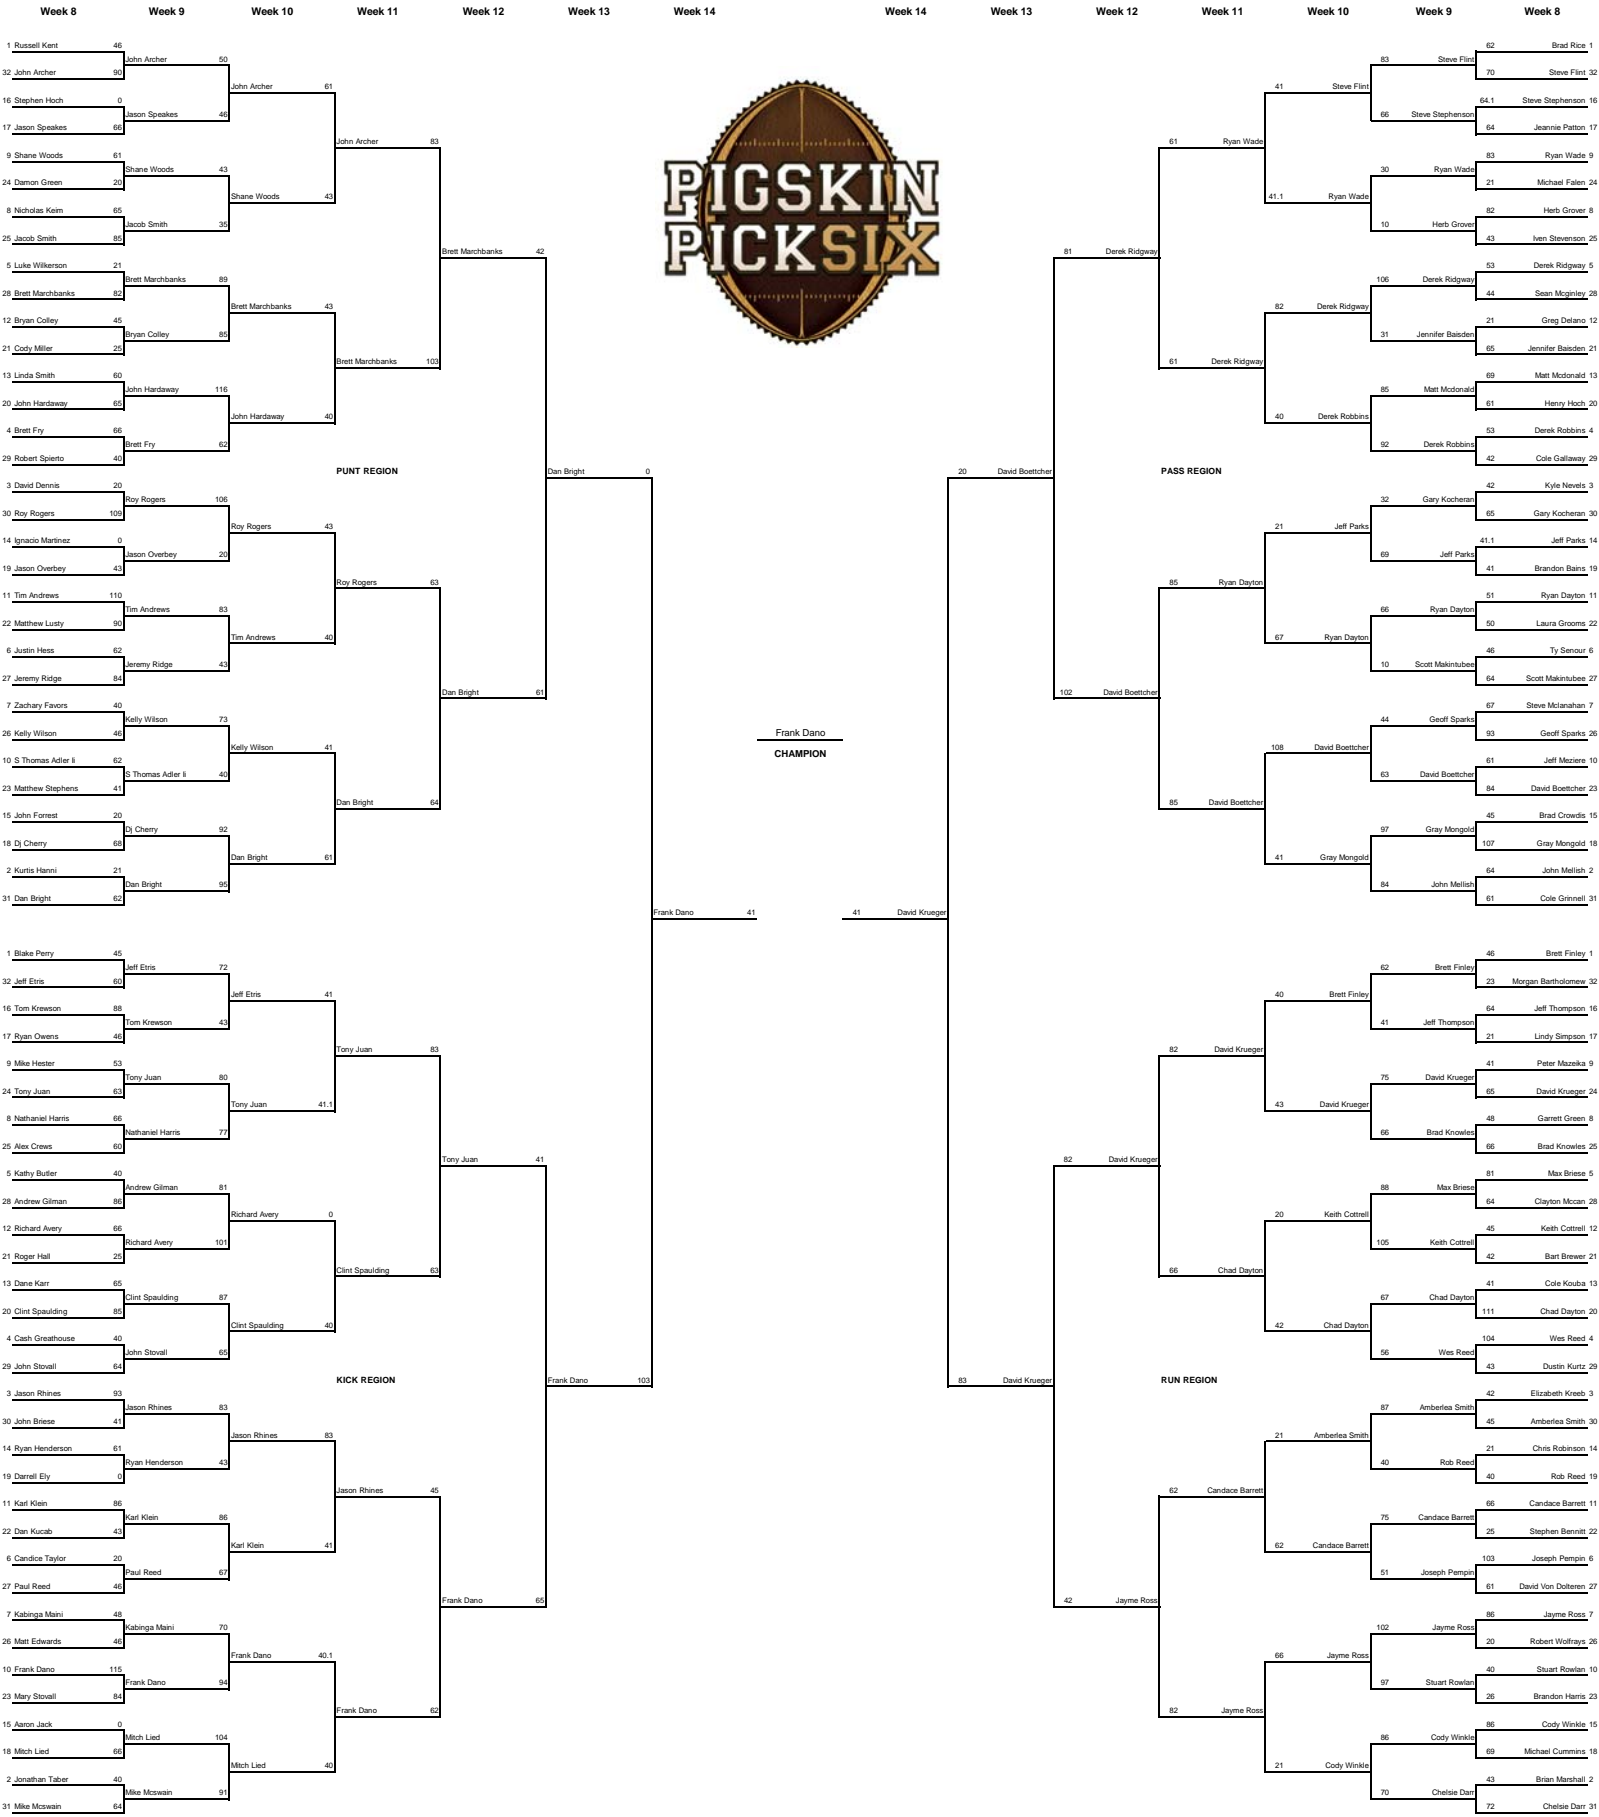 Week 8 Week 9 Week 10 Week 11 Week 12 Week 13 Week 14 Week 14 Week 13 Week 12 Week 11 Week 10 Week 9 Week 8
PIGSKIN
PICKSIX
1 Russell Kent 46
32 John Archer 90
16 Stephen Hoch 0
17 Jason Speakes 66
9 Shane Woods 61
24 Damon Green 20
8 Nicholas Keim 65
25 Jacob Smith 85
5 Luke Wilkerson 21
28 Brett Marchbanks 82
12 Bryan Colley 45
21 Cody Miller 25
13 Linda Smith 60
20 John Hardaway 65
4 Brett Fry 66
29 Robert Spierto 40
3 David Dennis 20
30 Roy Rogers 109
14 Ignacio Martinez 0
19 Jason Overbey 43
11 Tim Andrews 110
22 Matthew Lusty 90
6 Justin Hess 62
27 Jeremy Ridge 84
7 Zachary Favors 40
26 Kelly Wilson 46
10 S Thomas Adler Ii 62
23 Matthew Stephens 41
15 John Forrest 20
18 Dj Cherry 68
2 Kurtis Hanni 21
31 Dan Bright 62
John Archer 50
Jason Speakes 46
Shane Woods 43
Jacob Smith 35
Brett Marchbanks 89
Bryan Colley 85
John Hardaway 116
Brett Fry 62
Roy Rogers 106
Jason Overbey 20
Tim Andrews 83
Jeremy Ridge 43
Kelly Wilson 73
S Thomas Adler Ii 40
Dj Cherry 92
Dan Bright 95
John Archer 61
Shane Woods 43
Brett Marchbanks 43
John Hardaway 40
Roy Rogers 43
Tim Andrews 40
Kelly Wilson 41
Dan Bright 61
John Archer 83
Brett Marchbanks 103
PUNT REGION
Roy Rogers 63
Dan Bright 64
Brett Marchbanks 42
Dan Bright 61
Dan Bright 0
1 Blake Perry 45
32 Jeff Etris 60
16 Tom Krewson 88
17 Ryan Owens 46
9 Mike Hester 53
24 Tony Juan 63
8 Nathaniel Harris 66
25 Alex Crews 60
5 Kathy Butler 40
28 Andrew Gilman 86
12 Richard Avery 66
21 Roger Hall 25
13 Dane Karr 65
20 Clint Spaulding 85
4 Cash Greathouse 40
29 John Stovall 64
3 Jason Rhines 93
30 John Briese 41
14 Ryan Henderson 61
19 Darrell Ely 0
11 Karl Klein 86
22 Dan Kucab 43
6 Candice Taylor 20
27 Paul Reed 46
7 Kabinga Maini 48
26 Matt Edwards 46
10 Frank Dano 115
23 Mary Stovall 84
15 Aaron Jack 0
18 Mitch Lied 66
2 Jonathan Taber 40
31 Mike Mcswain 64
Jeff Etris 72
Tom Krewson 43
Tony Juan 80
Nathaniel Harris 77
Andrew Gilman 81
Richard Avery 101
Clint Spaulding 87
John Stovall 65
Jason Rhines 83
Ryan Henderson 43
Karl Klein 86
Paul Reed 67
Kabinga Maini 70
Frank Dano 94
Mitch Lied 104
Mike Mcswain 91
Jeff Etris 41
Tony Juan 41.1
Richard Avery 0
Clint Spaulding 40
Jason Rhines 83
Karl Klein 41
Frank Dano 40.1
Mitch Lied 40
Tony Juan 83
Clint Spaulding 63
KICK REGION
Jason Rhines 45
Frank Dano 62
Tony Juan 41
Frank Dano 65
Frank Dano 103
Frank Dano 41
Frank Dano
CHAMPION
41 David Krueger
20 David Boettcher
83 David Krueger
81 Derek Ridgway
102 David Boettcher
82 David Krueger
42 Jayme Ross
61 Ryan Wade
61 Derek Ridgway
PASS REGION
85 Ryan Dayton
85 David Boettcher
82 David Krueger
66 Chad Dayton
RUN REGION
62 Candace Barrett
82 Jayme Ross
41 Steve Flint
41.1 Ryan Wade
82 Derek Ridgway
40 Derek Robbins
21 Jeff Parks
67 Ryan Dayton
108 David Boettcher
41 Gray Mongold
40 Brett Finley
43 David Krueger
20 Keith Cottrell
42 Chad Dayton
21 Amberlea Smith
62 Candace Barrett
66 Jayme Ross
21 Cody Winkle
83 Steve Flint
66 Steve Stephenson
30 Ryan Wade
10 Herb Grover
106 Derek Ridgway
31 Jennifer Baisden
85 Matt Mcdonald
92 Derek Robbins
32 Gary Kocheran
69 Jeff Parks
66 Ryan Dayton
10 Scott Makintubee
44 Geoff Sparks
63 David Boettcher
97 Gray Mongold
84 John Mellish
62 Brett Finley
41 Jeff Thompson
75 David Krueger
66 Brad Knowles
88 Max Briese
105 Keith Cottrell
67 Chad Dayton
56 Wes Reed
87 Amberlea Smith
40 Rob Reed
75 Candace Barrett
51 Joseph Pempin
102 Jayme Ross
97 Stuart Rowlan
86 Cody Winkle
70 Chelsie Darr
62 Brad Rice 1
70 Steve Flint 32
64.1 Steve Stephenson 16
64 Jeannie Patton 17
83 Ryan Wade 9
21 Michael Falen 24
82 Herb Grover 8
43 Iven Stevenson 25
53 Derek Ridgway 5
44 Sean Mcginley 28
21 Greg Delano 12
65 Jennifer Baisden 21
69 Matt Mcdonald 13
61 Henry Hoch 20
53 Derek Robbins 4
42 Cole Gallaway 29
42 Kyle Nevels 3
65 Gary Kocheran 30
41.1 Jeff Parks 14
41 Brandon Bains 19
51 Ryan Dayton 11
50 Laura Grooms 22
46 Ty Senour 6
64 Scott Makintubee 27
67 Steve Mclanahan 7
93 Geoff Sparks 26
61 Jeff Meziere 10
84 David Boettcher 23
45 Brad Crowdis 15
107 Gray Mongold 18
64 John Mellish 2
61 Cole Grinnell 31
46 Brett Finley 1
23 Morgan Bartholomew 32
64 Jeff Thompson 16
21 Lindy Simpson 17
41 Peter Mazeika 9
65 David Krueger 24
48 Garrett Green 8
66 Brad Knowles 25
81 Max Briese 5
64 Clayton Mccan 28
45 Keith Cottrell 12
42 Bart Brewer 21
41 Cole Kouba 13
111 Chad Dayton 20
104 Wes Reed 4
43 Dustin Kurtz 29
42 Elizabeth Kreeb 3
45 Amberlea Smith 30
21 Chris Robinson 14
40 Rob Reed 19
66 Candace Barrett 11
25 Stephen Bennitt 22
103 Joseph Pempin 6
61 David Von Dolteren 27
86 Jayme Ross 7
20 Robert Wolfrays 26
40 Stuart Rowlan 10
26 Brandon Harris 23
86 Cody Winkle 15
69 Michael Cummins 18
43 Brian Marshall 2
72 Chelsie Darr 31